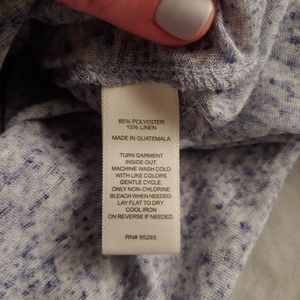 85% POLYESTER
15% LINEN
MADE IN GUATEMALA
TURN GARMENT
INSIDE OUT.
MACHINE WASH COLD
WITH LIKE COLORS
GENTLE CYCLE.
ONLY NON-CHLORINE
BLEACH WHEN NEEDED.
LAY FLAT TO DRY.
COOL IRON
ON REVERSE IF NEEDED.
RN# 55285